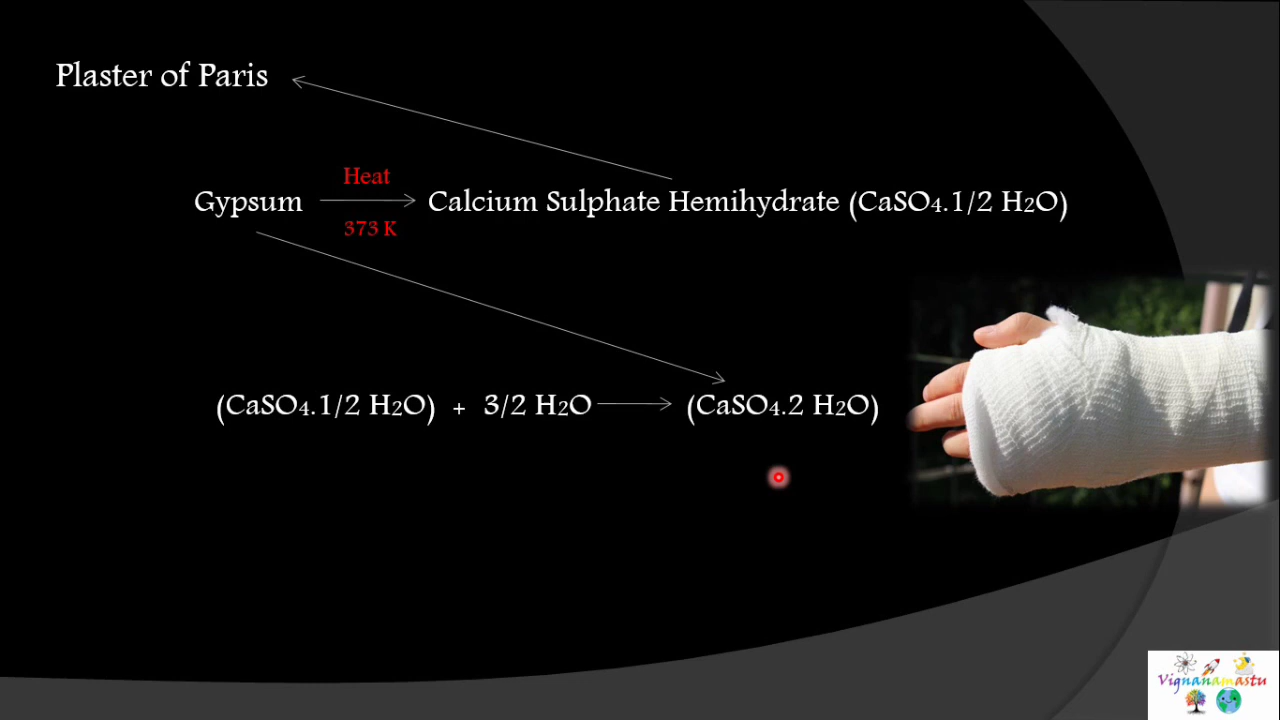 Plaster of Paris
Heat
Gypsum ⟶ Calcium Sulphate Hemihydrate (CaSO₄.1/2 H₂O)
373 K
(CaSO₄.1/2 H₂O) + 3/2 H₂O ⟶ (CaSO₄.2 H₂O)
Vignanamastu